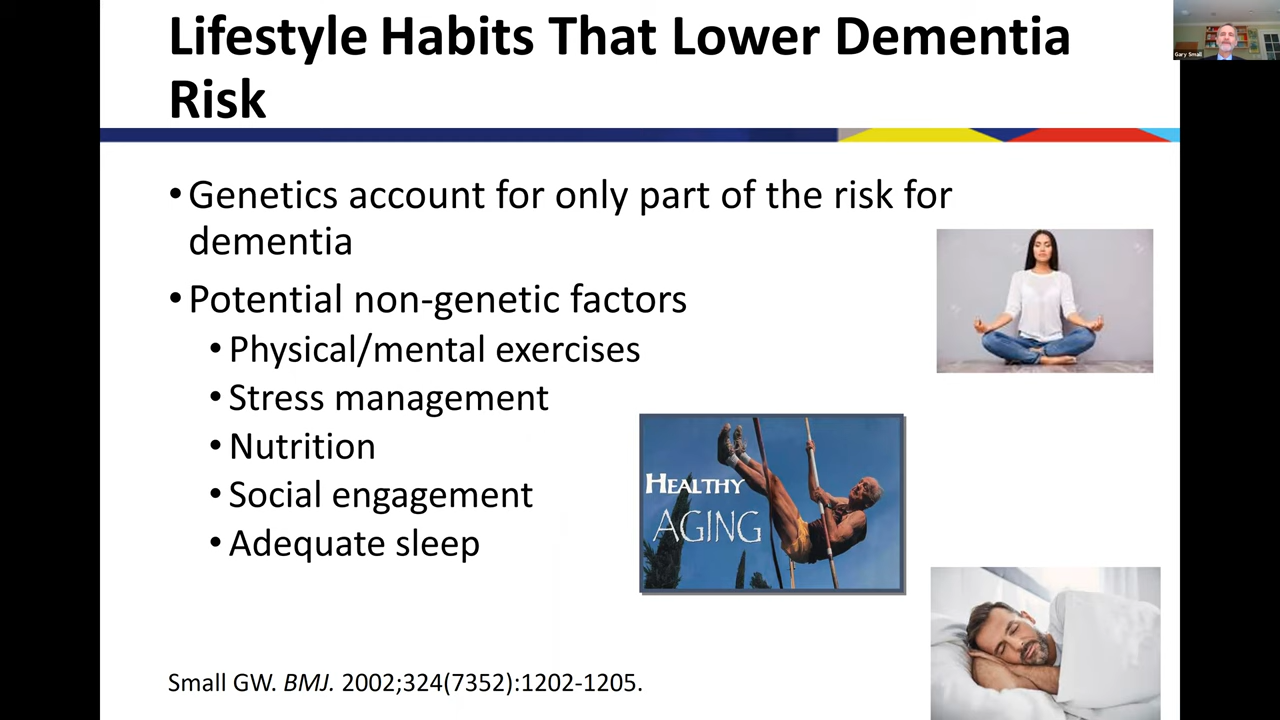 Lifestyle Habits That Lower Dementia
Risk
Gary Small
• Genetics account for only part of the risk for
dementia
• Potential non-genetic factors
• Physical/mental exercises
• Stress management
• Nutrition
• Social engagement
• Adequate sleep
HEALTHY
AGING
Small GW. BMJ. 2002;324(7352):1202-1205.